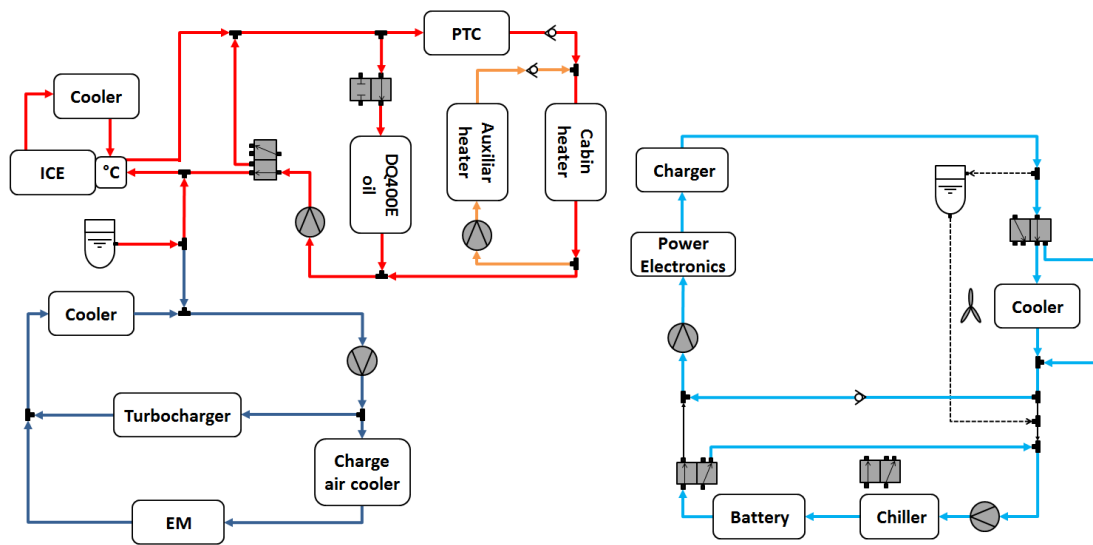 PTC
Cooler
ICE
°C
DQ400E
oil
Auxiliar
heater
Cabin
heater
Charger
Power
Electronics
Cooler
Cooler
Turbocharger
Charge
air cooler
EM
Battery
Chiller